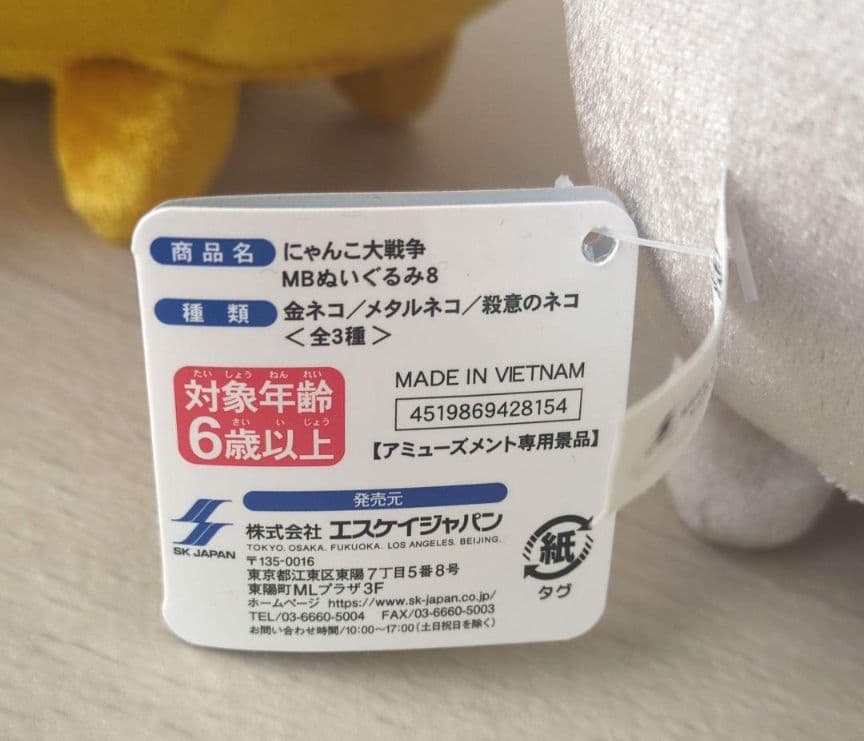 商品名 にゃんこ大戦争
MBぬいぐるみ8
種類 金ネコ／メタルネコ／殺意のネコ
＜全3種＞
たいしょうねんれい
対象年齢
さいいじょう
6歳以上
MADE IN VIETNAM
4519869428154
【アミューズメント専用景品】
発売元
SK JAPAN
株式会社 エスケイジャパン
TOKYO. OSAKA. FUKUOKA. LOS ANGELES. BEIJING.
〒135-0016
東京都江東区東陽7丁目5番8号
東陽町MLプラザ3F
ホームページ https://www.sk-japan.co.jp/
TEL/03-6660-5004 FAX/03-6660-5003
お問い合わせ時間/10:00〜17:00(土日祝日を除く)
紙
タグ